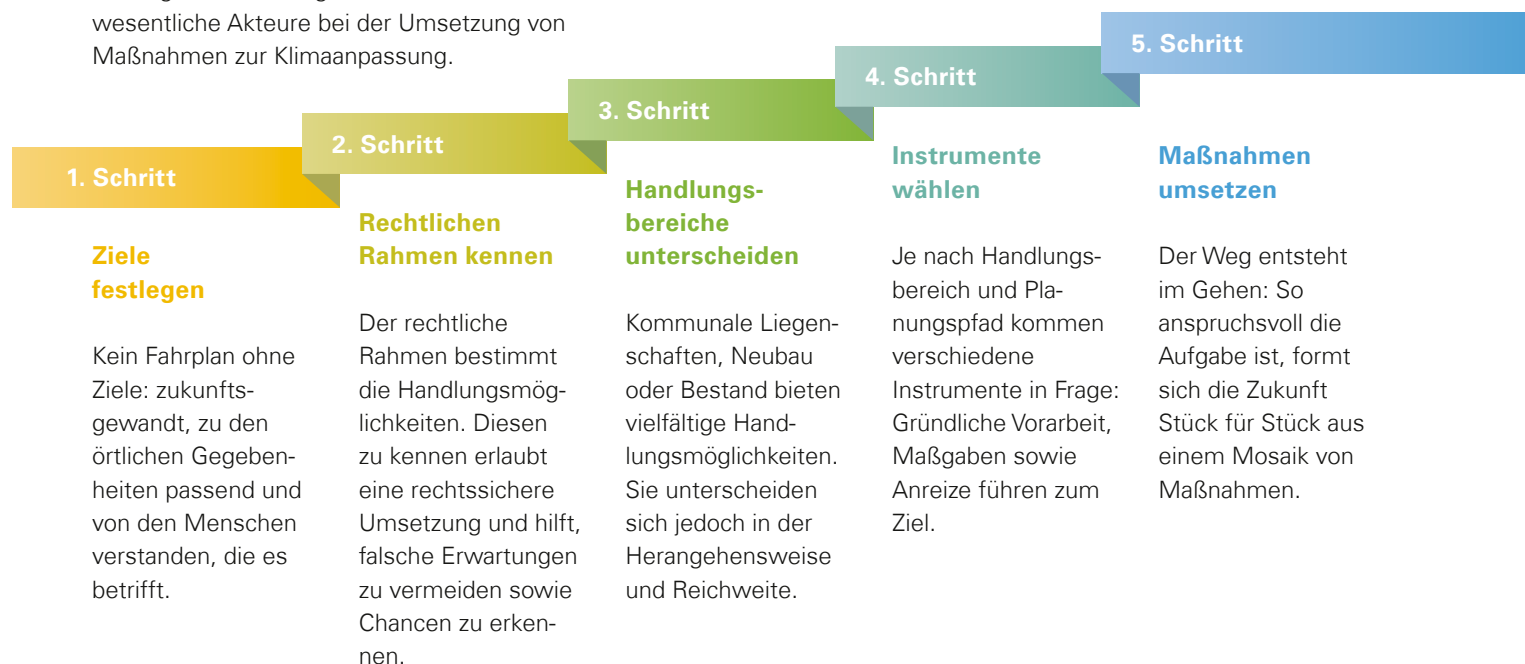 wesentliche Akteure bei der Umsetzung von
Maßnahmen zur Klimaanpassung.
1. Schritt
Ziele
festlegen
Kein Fahrplan ohne
Ziele: zukunfts-
gewandt, zu den
örtlichen Gegeben-
heiten passend und
von den Menschen
verstanden, die es
betrifft.
2. Schritt
Rechtlichen
Rahmen kennen
Der rechtliche
Rahmen bestimmt
die Handlungsmög-
lichkeiten. Diesen
zu kennen erlaubt
eine rechtssichere
Umsetzung und hilft,
falsche Erwartungen
zu vermeiden sowie
Chancen zu erken-
nen.
3. Schritt
Handlungs-
bereiche
unterscheiden
Kommunale Liegen-
schaften, Neubau
oder Bestand bieten
vielfältige Hand-
lungsmöglichkeiten.
Sie unterscheiden
sich jedoch in der
Herangehensweise
und Reichweite.
4. Schritt
Instrumente
wählen
Je nach Handlungs-
bereich und Pla-
nungspfad kommen
verschiedene
Instrumente in Frage:
Gründliche Vorarbeit,
Maßgaben sowie
Anreize führen zum
Ziel.
5. Schritt
Maßnahmen
umsetzen
Der Weg entsteht
im Gehen: So
anspruchsvoll die
Aufgabe ist, formt
sich die Zukunft
Stück für Stück aus
einem Mosaik von
Maßnahmen.